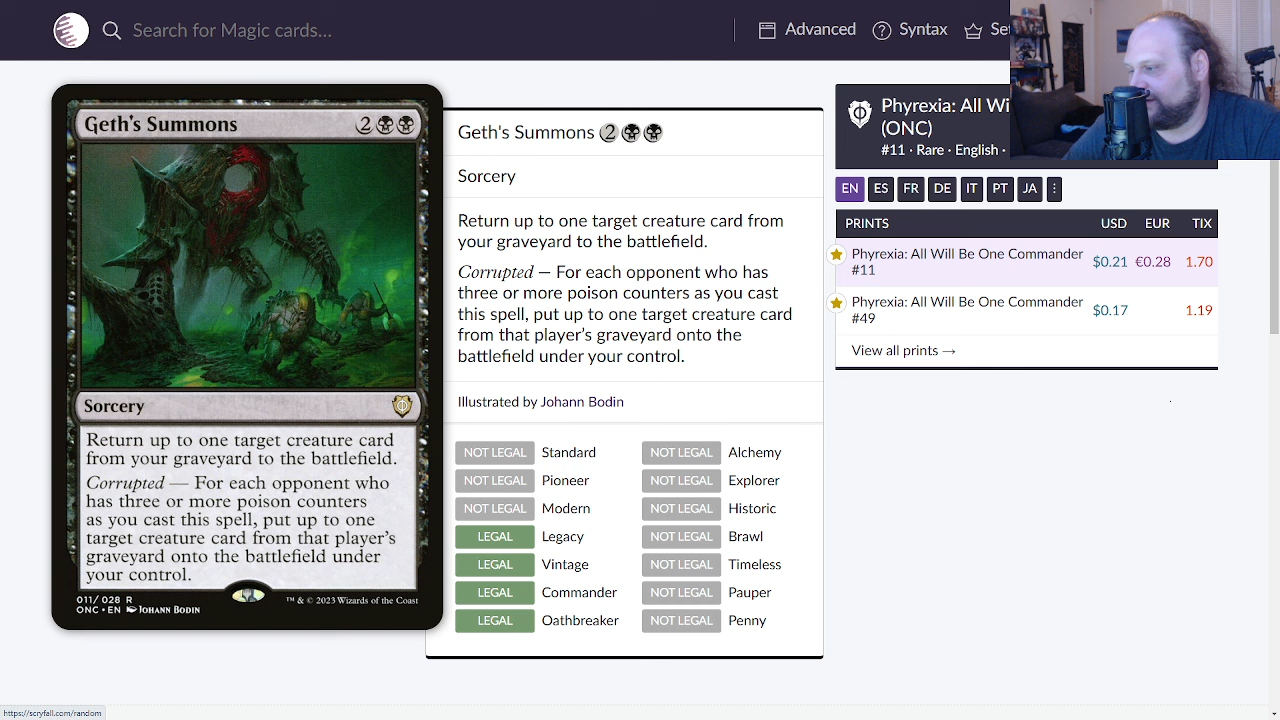 Search for Magic cards…
Advanced
Syntax
Geth's Summons 2
Sorcery
Return up to one target creature card
from your graveyard to the battlefield.
Corrupted — For each opponent who
has three or more poison counters
as you cast this spell, put up to one
target creature card from that player's
graveyard onto the battlefield under
your control.
011/028 R
ONC • EN Johann Bodin
™ & © 2023 Wizards of the Coast
Geth's Summons 2
Sorcery
Return up to one target creature card from
your graveyard to the battlefield.
Corrupted — For each opponent who has
three or more poison counters as you cast
this spell, put up to one target creature card
from that player's graveyard onto the
battlefield under your control.
Illustrated by Johann Bodin
NOT LEGAL Standard NOT LEGAL Alchemy
NOT LEGAL Pioneer NOT LEGAL Explorer
NOT LEGAL Modern NOT LEGAL Historic
LEGAL Legacy NOT LEGAL Brawl
LEGAL Vintage NOT LEGAL Timeless
LEGAL Commander NOT LEGAL Pauper
LEGAL Oathbreaker NOT LEGAL Penny
Phyrexia: All Wi
(ONC)
#11 · Rare · English ·
EN ES FR DE IT PT JA
PRINTS USD EUR TIX
Phyrexia: All Will Be One Commander
#11 $0.21 €0.28 1.70
Phyrexia: All Will Be One Commander
#49 $0.17 1.19
View all prints →
https://scryfall.com/random